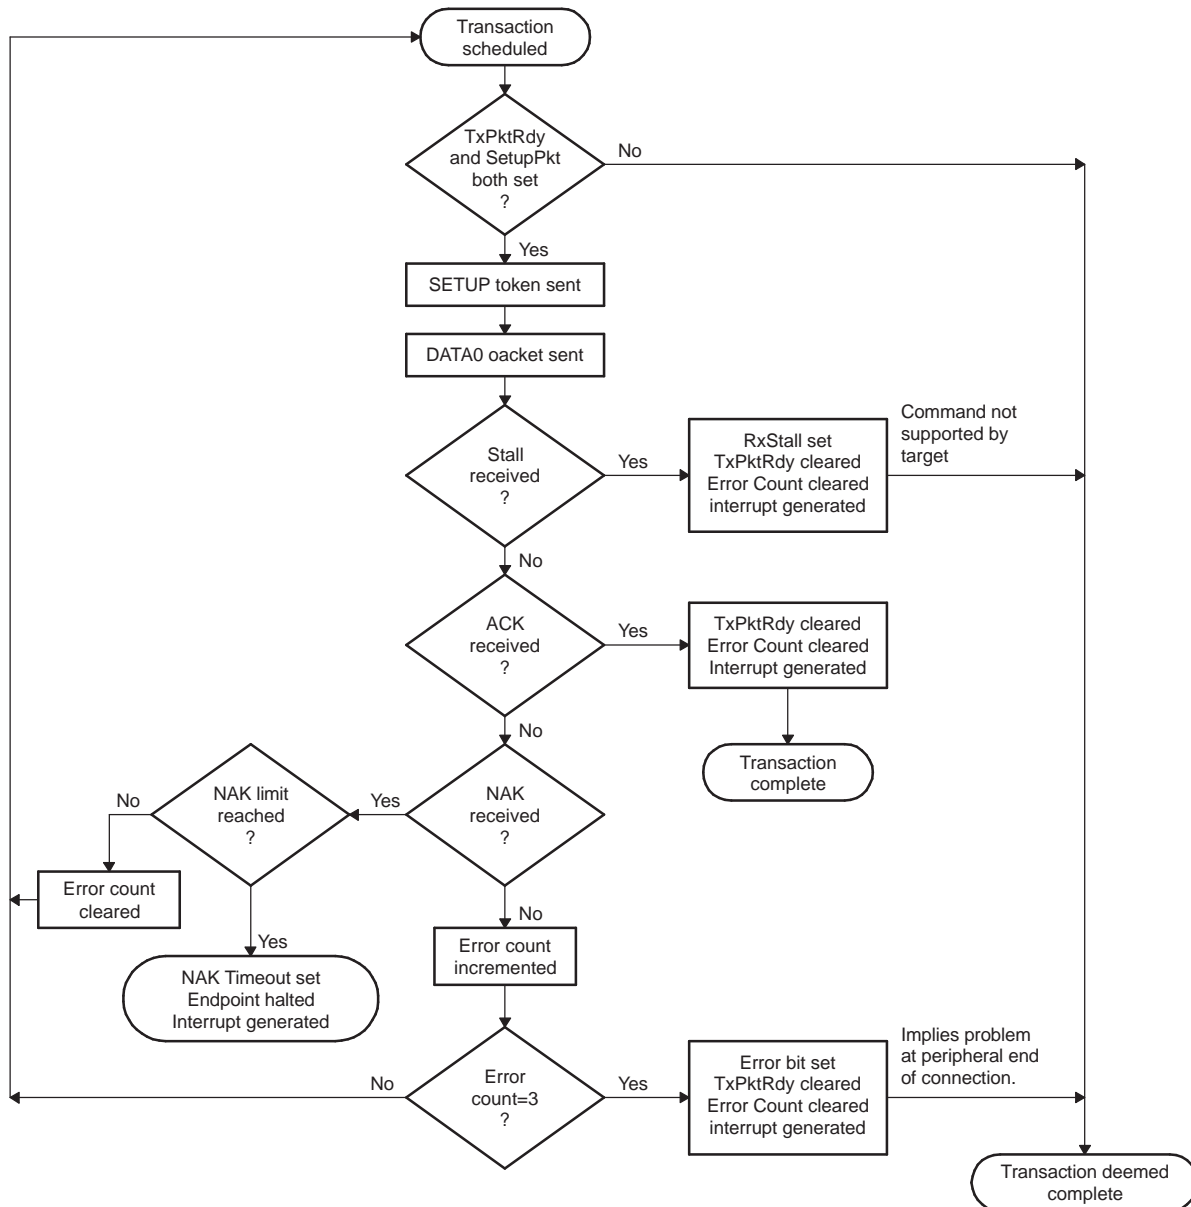 Transaction
scheduled
TxPktRdy
and SetupPkt
both set
?
No
Yes
SETUP token sent
DATA0 oacket sent
Stall
received
?
Yes
RxStall set
TxPktRdy cleared
Error Count cleared
interrupt generated
Command not
supported by
target
No
ACK
received
?
Yes
TxPktRdy cleared
Error Count cleared
Interrupt generated
No
Transaction
complete
NAK
received
?
Yes
NAK limit
reached
?
No
Error count
cleared
Yes
NAK Timeout set
Endpoint halted
Interrupt generated
No
Error count
incremented
Error
count=3
?
No
Yes
Error bit set
TxPktRdy cleared
Error Count cleared
interrupt generated
Implies problem
at peripheral end
of connection.
Transaction deemed
complete